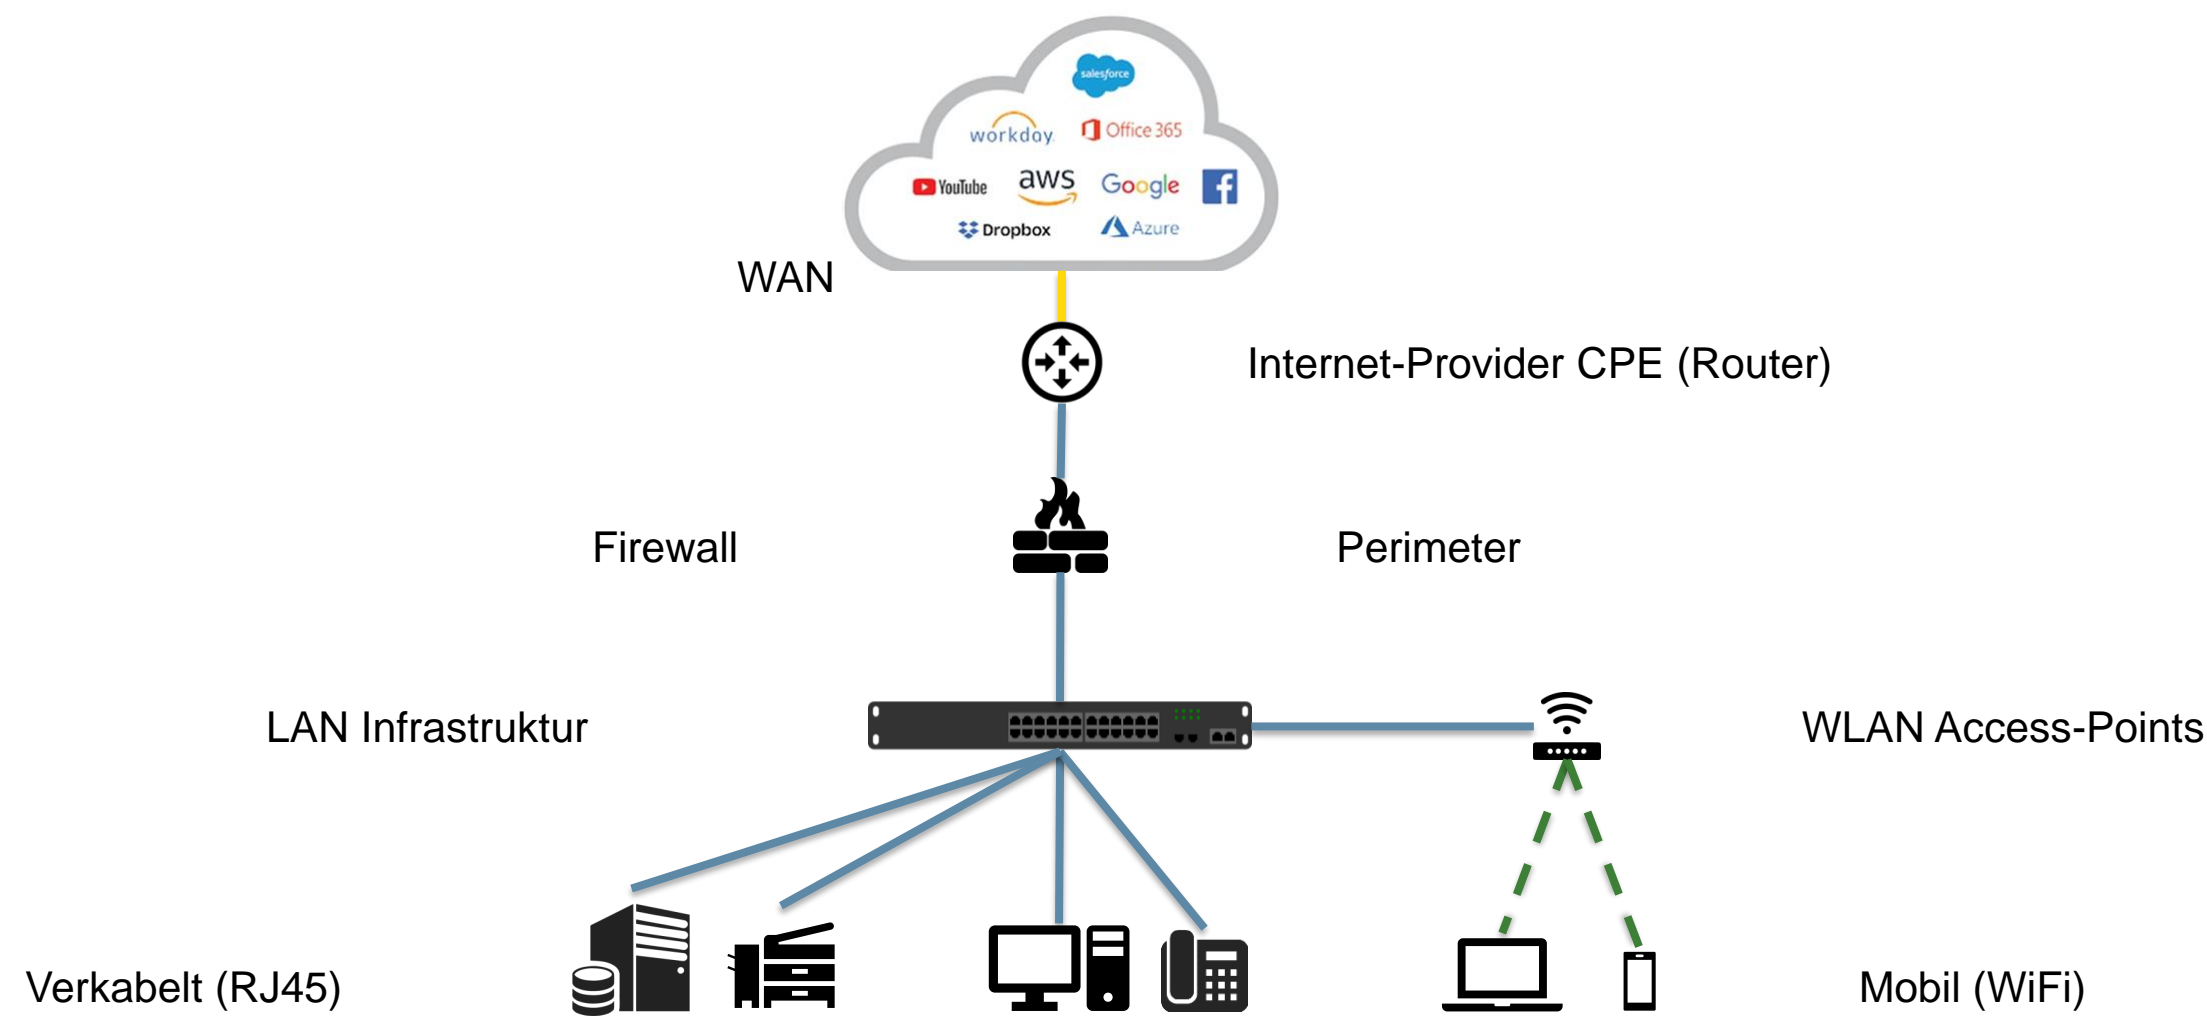 salesforce
workday.
Office 365
YouTube
aws
Google
Dropbox
Azure
WAN
Internet-Provider CPE (Router)
Firewall
Perimeter
LAN Infrastruktur
WLAN Access-Points
Verkabelt (RJ45)
Mobil (WiFi)